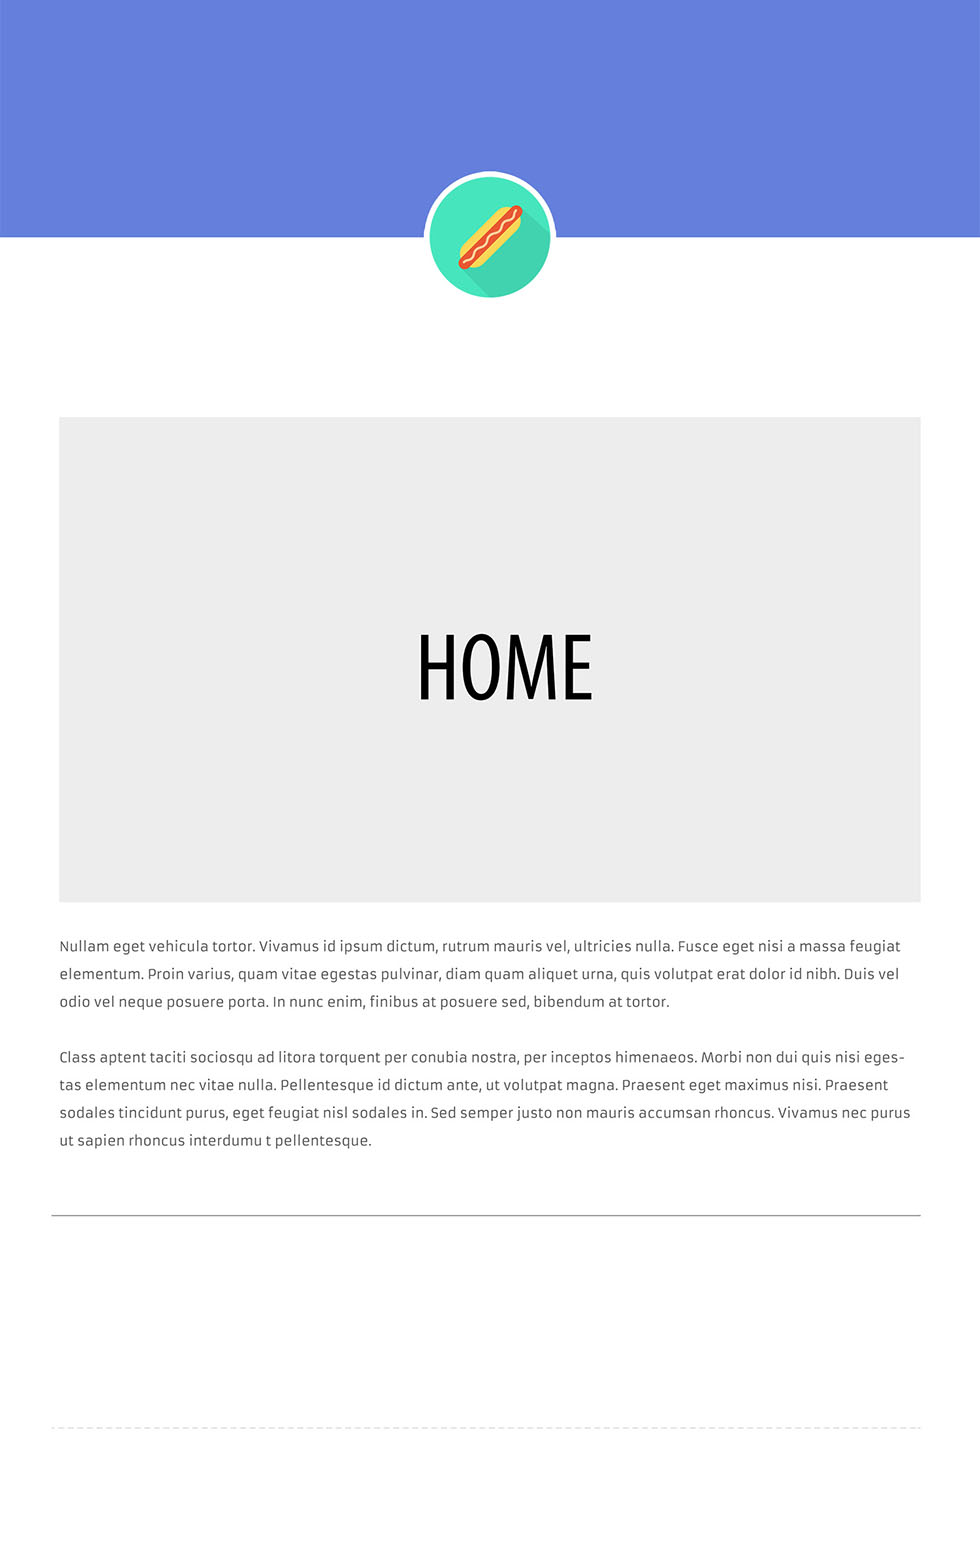 HOME
Nullam eget vehicula tortor. Vivamus id ipsum dictum, rutrum mauris vel, ultricies nulla. Fusce eget nisi a massa feugiat
elementum. Proin varius, quam vitae egestas pulvinar, diam quam aliquet urna, quis volutpat erat dolor id nibh. Duis vel
odio vel neque posuere porta. In nunc enim, finibus at posuere sed, bibendum at tortor.
Class aptent taciti sociosqu ad litora torquent per conubia nostra, per inceptos himenaeos. Morbi non dui quis nisi eges-
tas elementum nec vitae nulla. Pellentesque id dictum ante, ut volutpat magna. Praesent eget maximus nisi. Praesent
sodales tincidunt purus, eget feugiat nisl sodales in. Sed semper justo non mauris accumsan rhoncus. Vivamus nec purus
ut sapien rhoncus interdumu t pellentesque.